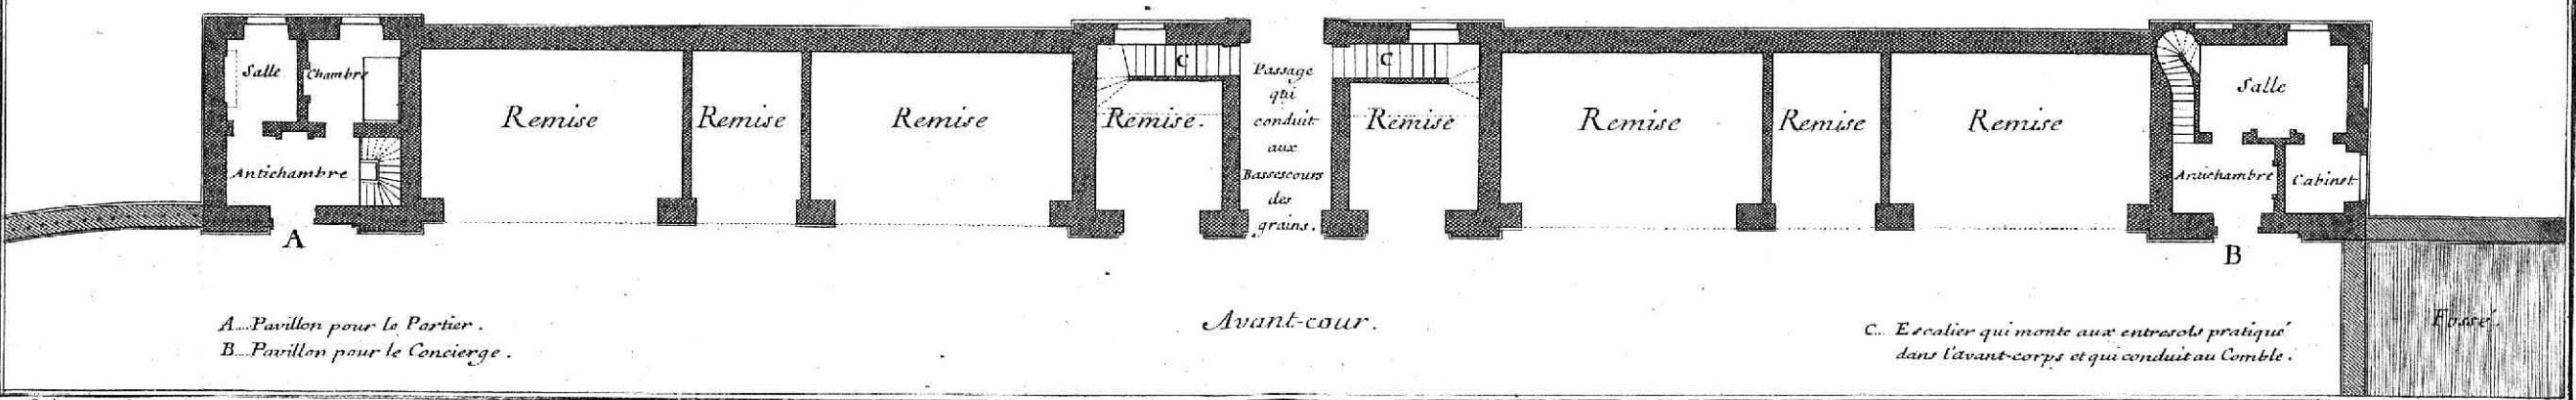 Salle
Chambre
Antichambre
A
Remise
Remise
Remise
C
Remise.
Passage
qui
conduit
aux
Bassescours
des
grains.
C
Remise
Remise
Remise
Remise
Salle
Antichambre
Cabinet
B
A....Pavillon pour le Portier.
B....Pavillon pour le Concierge.
Avant-cour.
C... Escalier qui monte aux entresols pratiqué
dans l'avant-corps et qui conduit au Comble.
Fossé.